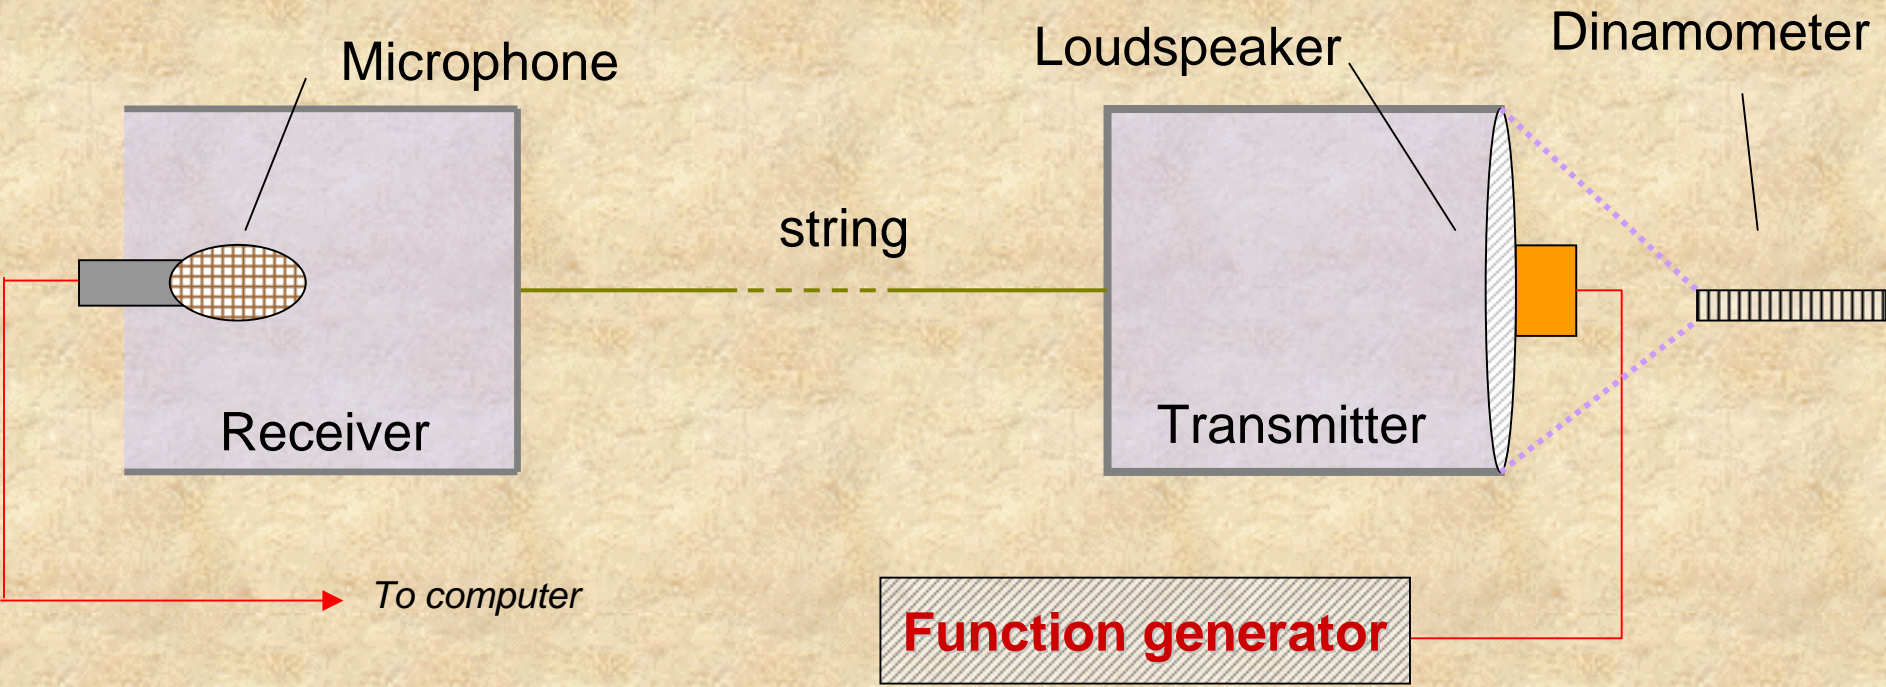 Microphone
Loudspeaker
Dinamometer
string
Receiver
Transmitter
To computer
Function generator